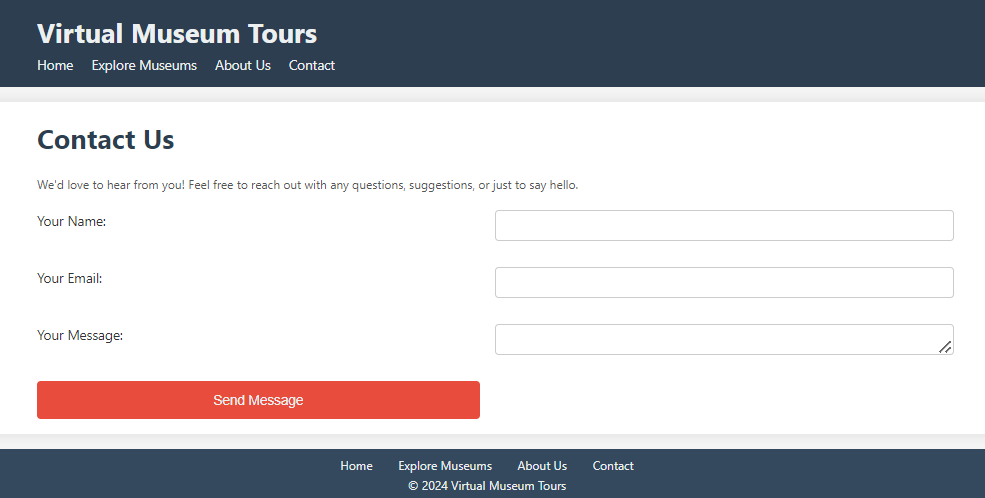 Virtual Museum Tours
Home Explore Museums About Us Contact
Contact Us
We'd love to hear from you! Feel free to reach out with any questions, suggestions, or just to say hello.
Your Name:
Your Email:
Your Message:
Send Message
Home Explore Museums About Us Contact
© 2024 Virtual Museum Tours